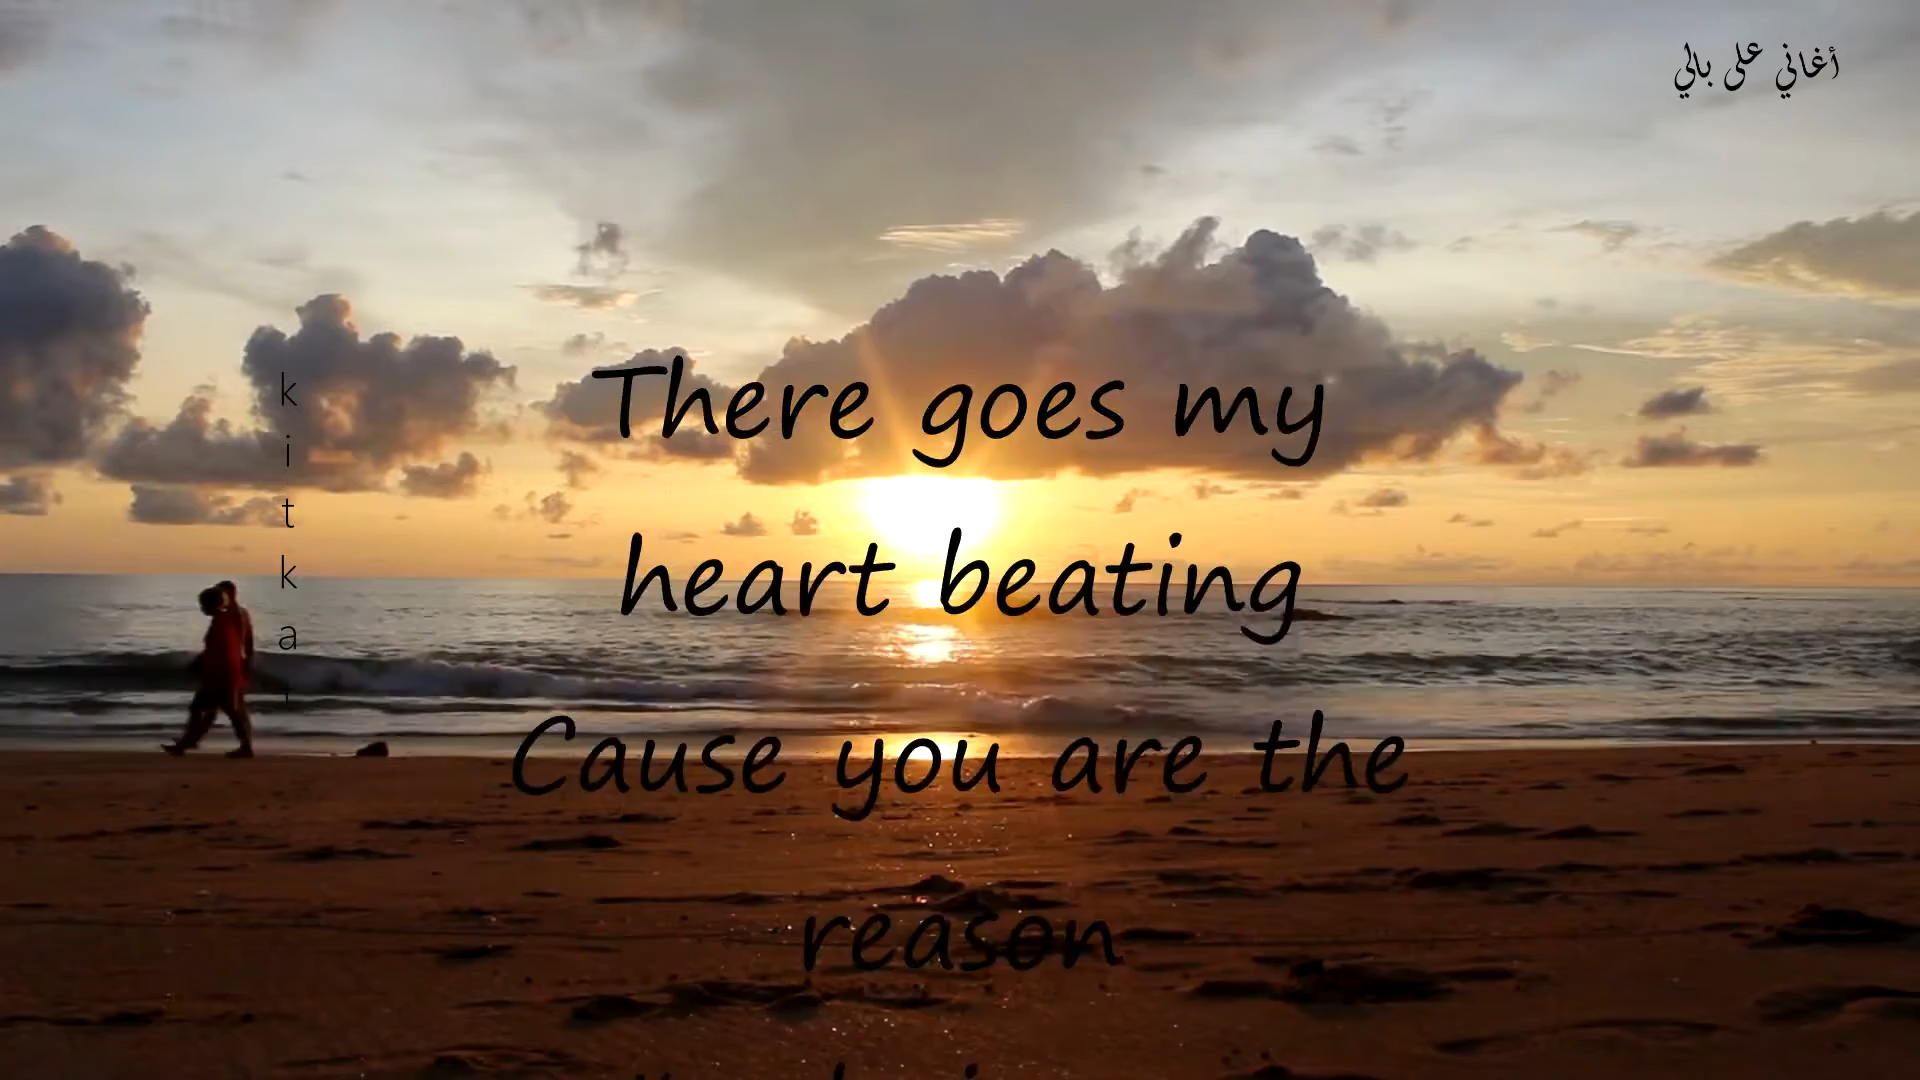 أغاني على بالي
There goes my
heart beating
Cause you are the
reason
k
i
t
k
a